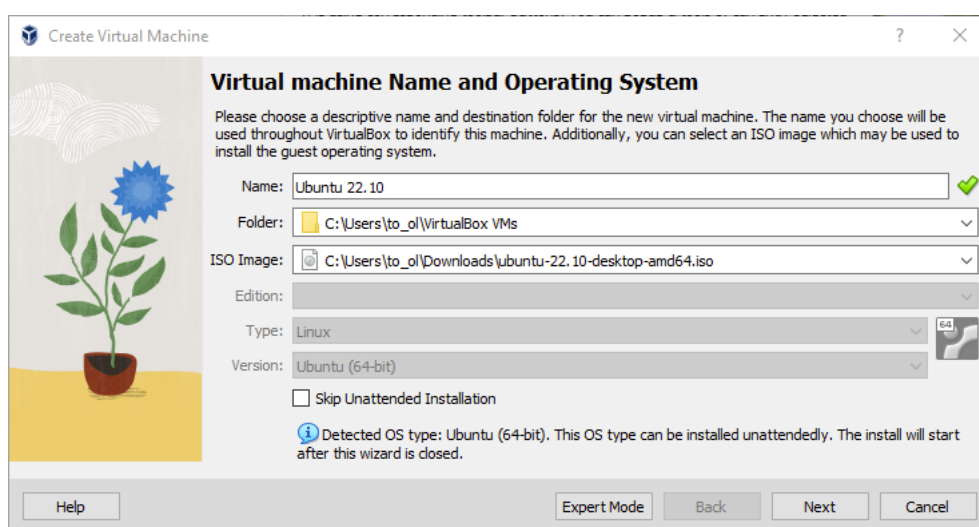 Create Virtual Machine
?
Virtual machine Name and Operating System
Please choose a descriptive name and destination folder for the new virtual machine. The name you choose will be
used throughout VirtualBox to identify this machine. Additionally, you can select an ISO image which may be used to
install the guest operating system.
Name: Ubuntu 22.10
Folder: C:\Users\to_ol\VirtualBox VMs
ISO Image: C:\Users\to_ol\Downloads\ubuntu-22.10-desktop-amd64.iso
Edition:
Type: Linux
64
Version: Ubuntu (64-bit)
Skip Unattended Installation
Detected OS type: Ubuntu (64-bit). This OS type can be installed unattendedly. The install will start
after this wizard is closed.
Help Expert Mode Back Next Cancel